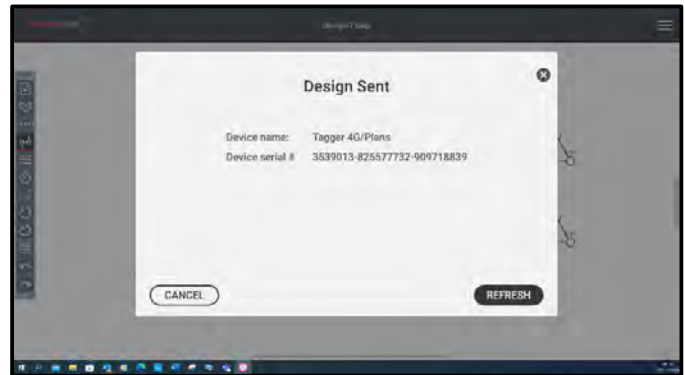 Design Sent
Device name: Tagger 4G/Plans
Device serial # 3539013-825577732-909718839
CANCEL
REFRESH